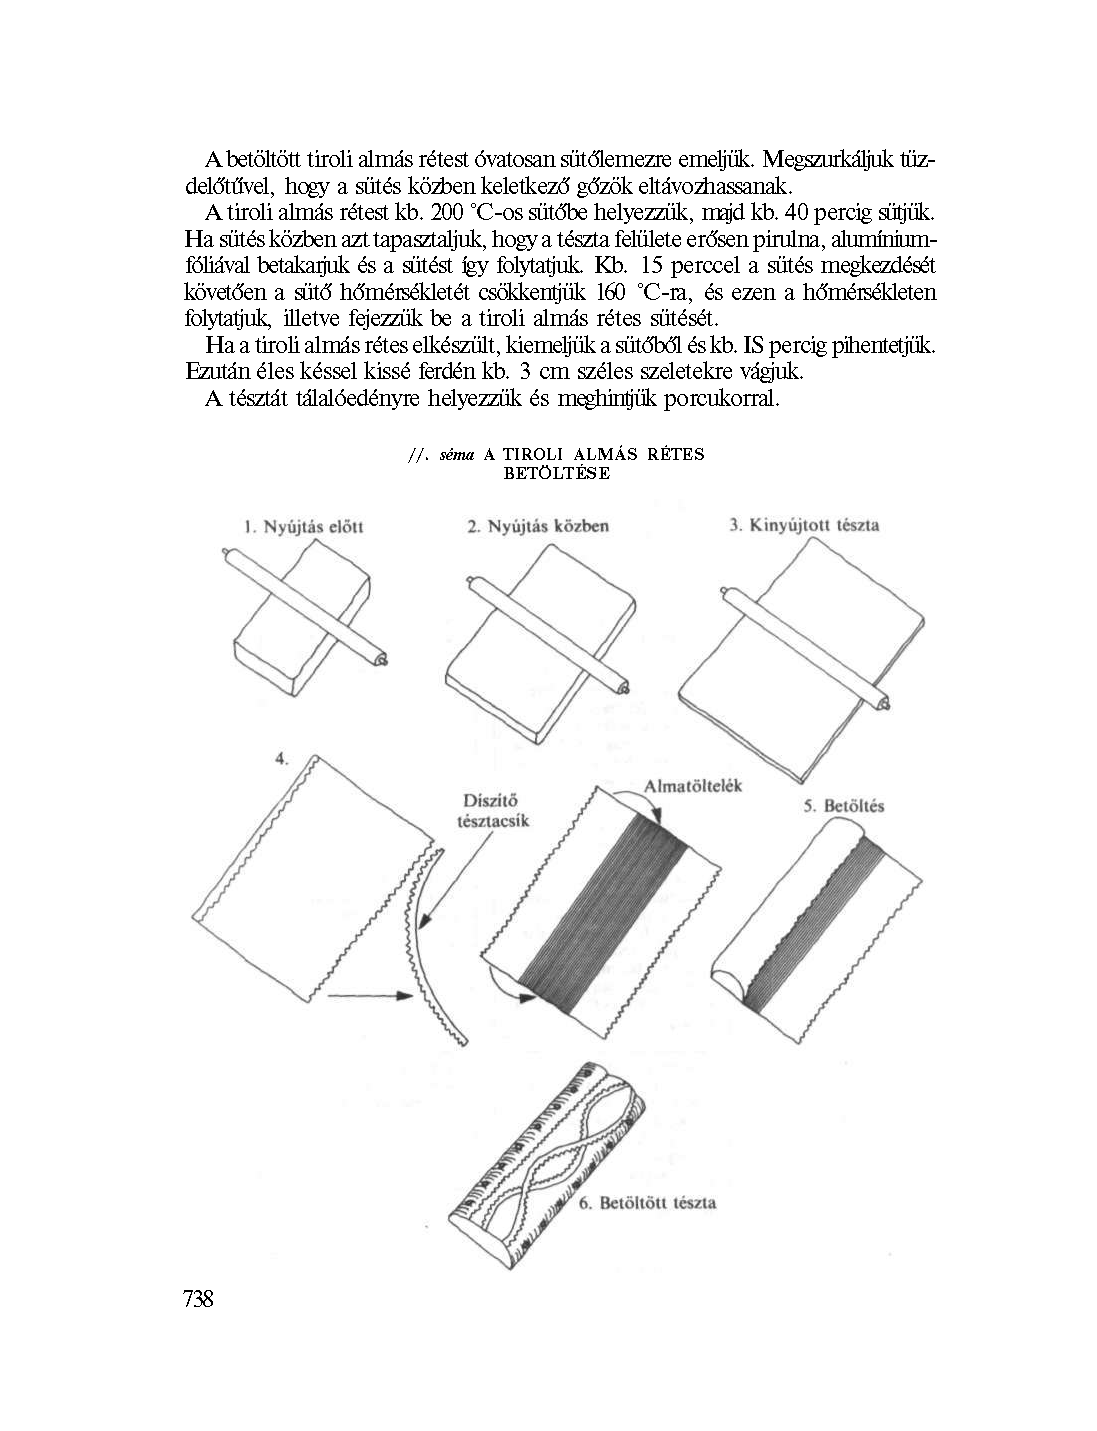 A betöltött tiroli almás rétest óvatosan sütőlemezre emeljük. Megszurkáljuk tűz-
delőtűvel, hogy a sütés közben keletkező gőzök eltávozhassanak.
A tiroli almás rétest kb. 200 °C-os sütőbe helyezzük, majd kb. 40 percig sütjük.
Ha sütés közben azt tapasztaljuk, hogy a tészta felülete erősen pirulna, alumínium-
fóliával betakarjuk és a sütést így folytatjuk. Kb. 15 perccel a sütés megkezdését
követően a sütő hőmérsékletét csökkentjük 160 °C-ra, és ezen a hőmérsékleten
folytatjuk, illetve fejezzük be a tiroli almás rétes sütését.
Ha a tiroli almás rétes elkészült, kiemeljük a sütőből és kb. IS percig pihentetjük.
Ezután éles késsel kissé ferdén kb. 3 cm széles szeletekre vágjuk.
A tésztát tálalóedényre helyezzük és meghintjük porcukorral.
//. séma A TIROLI ALMÁS RÉTES
BETÖLTÉSE
1. Nyújtás előtt
2. Nyújtás közben
3. Kinyújtott tészta
4.
Díszítő
tésztacsík
Almatöltelék
5. Betöltés
6. Betöltött tészta
738